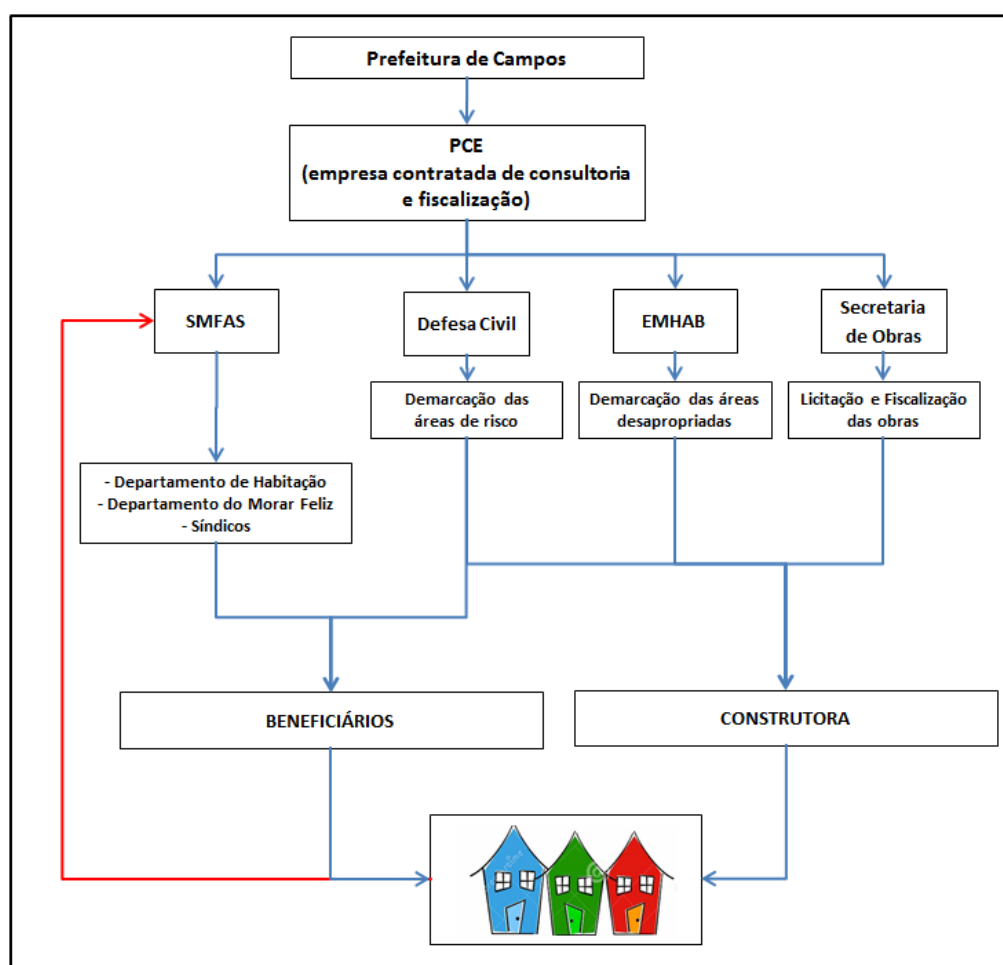 Prefeitura de Campos
PCE
(empresa contratada de consultoria
e fiscalização)
SMFAS
Defesa Civil
EMHAB
Secretaria
de Obras
Demarcação das
áreas de risco
Demarcação das áreas
desapropriadas
Licitação e Fiscalização
das obras
- Departamento de Habitação
- Departamento do Morar Feliz
- Síndicos
BENEFICIÁRIOS
CONSTRUTORA